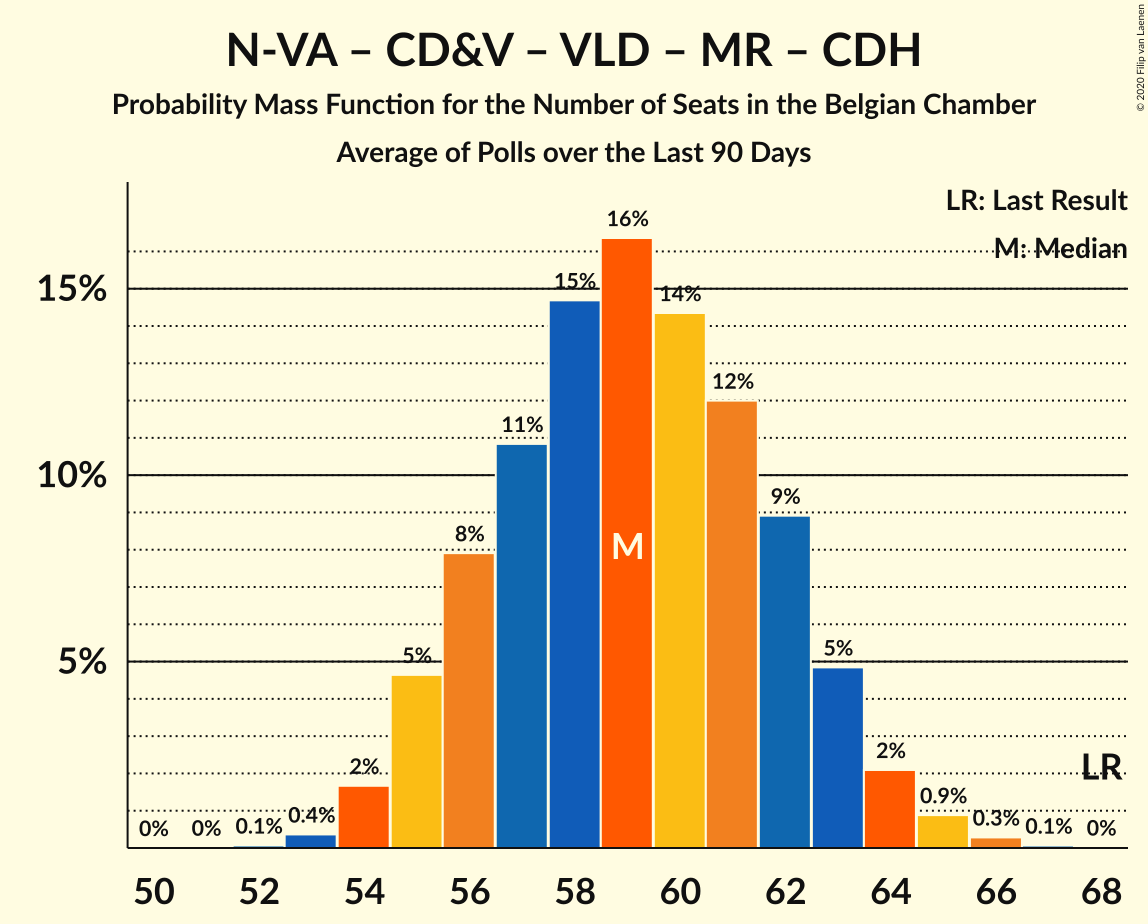 N-VA – CD&V – VLD – MR – CDH
Probability Mass Function for the Number of Seats in the Belgian Chamber
Average of Polls over the Last 90 Days
© 2020 Filip van Laenen
LR: Last Result
M: Median
15%
10%
5%
0%
0%
0.1%
0.4%
2%
5%
8%
11%
15%
16%
14%
12%
9%
5%
2%
0.9%
0.3%
0.1%
0%
M
LR
50 52 54 56 58 60 62 64 66 68